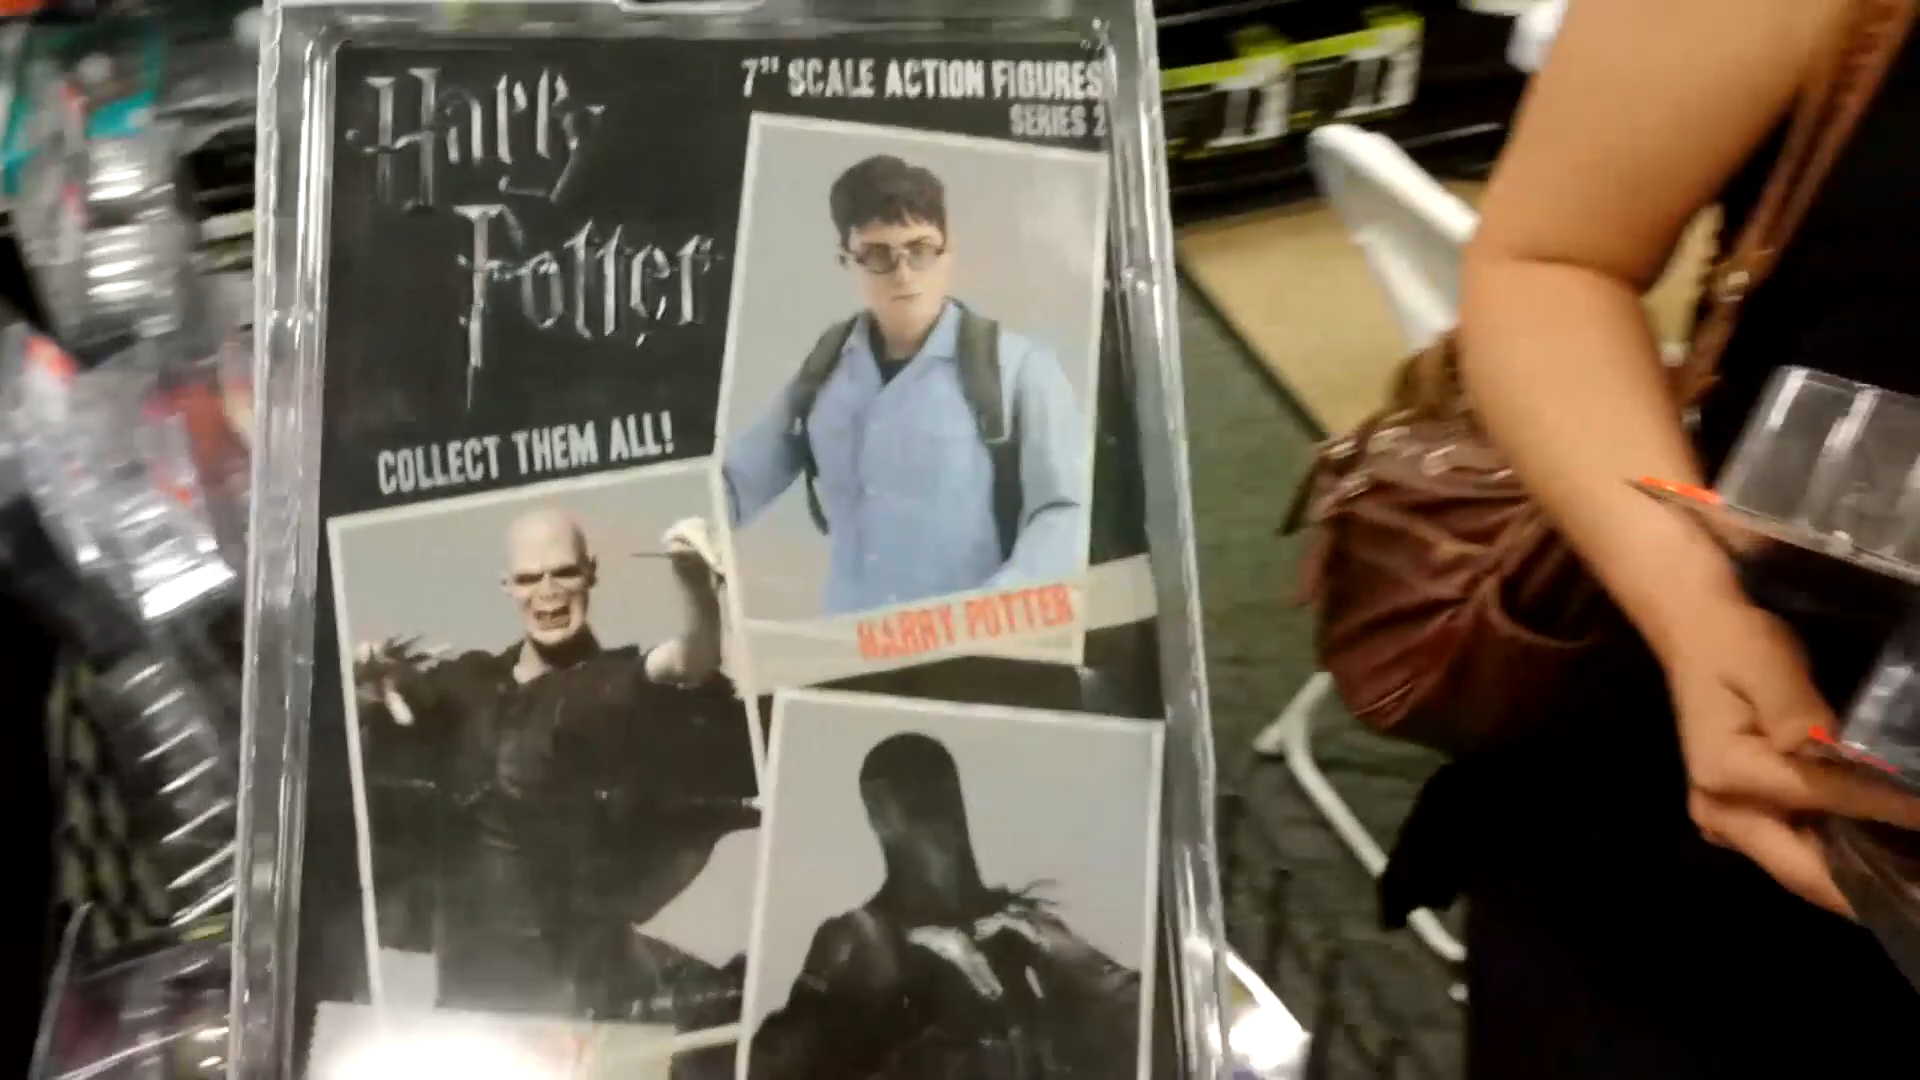 Harry
Potter
7" SCALE ACTION FIGURES
SERIES 2
COLLECT THEM ALL!
HARRY POTTER